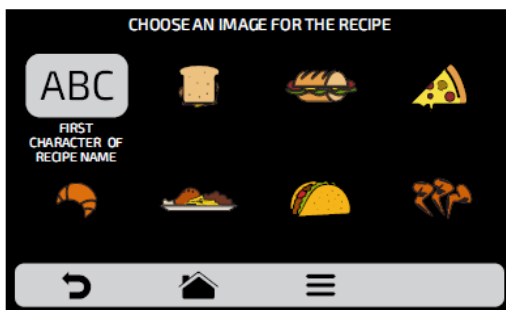 CHOOSE AN IMAGE FOR THE RECIPE
ABC
FIRST
CHARACTER OF
RECIPE NAME